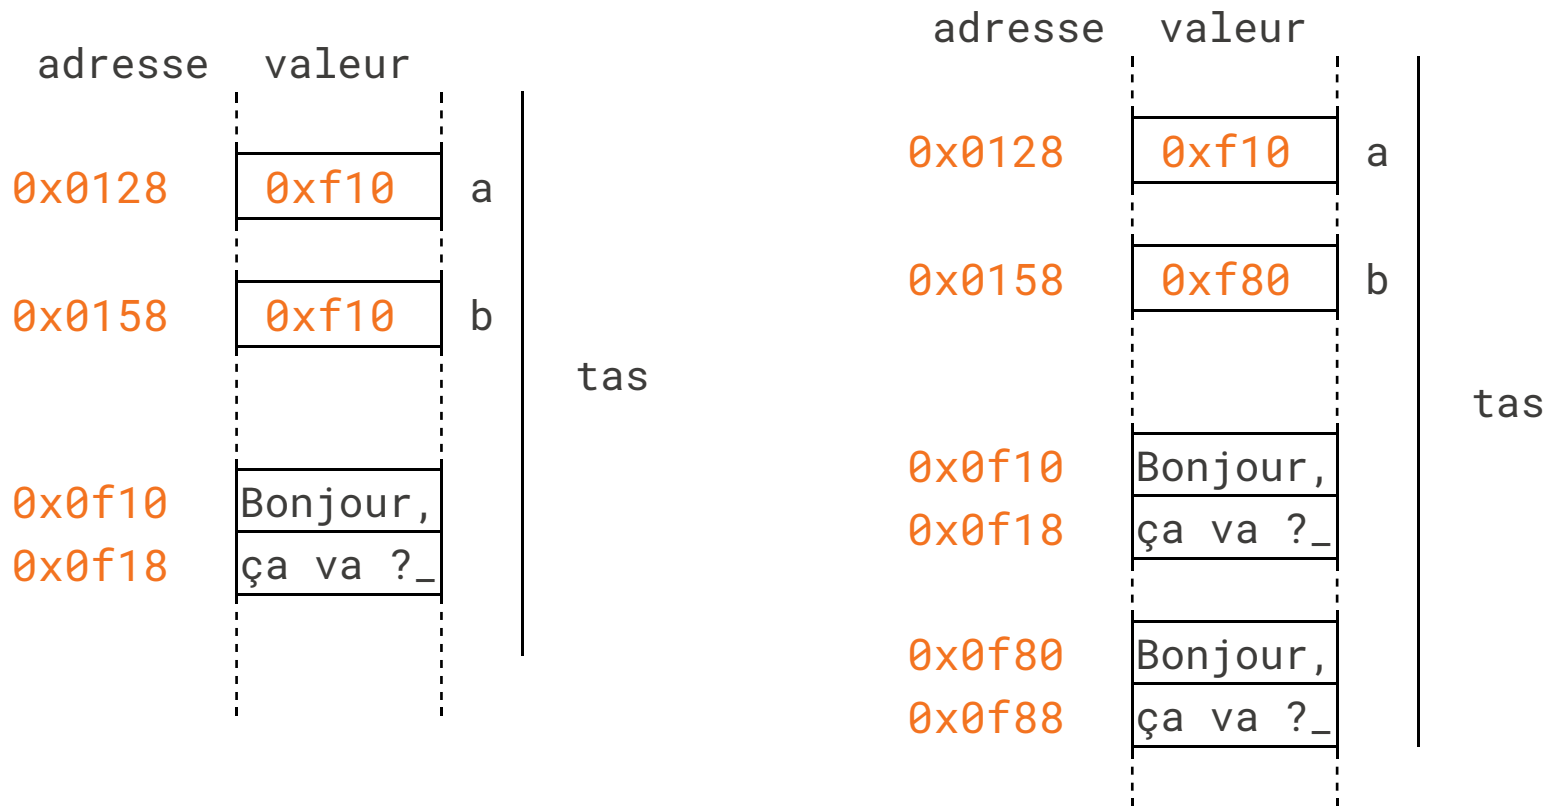 adresse valeur
0x0128 0xf10 a
0x0158 0xf10 b
tas
0x0f10 Bonjour,
0x0f18 ça va ?_
adresse valeur
0x0128 0xf10 a
0x0158 0xf80 b
tas
0x0f10 Bonjour,
0x0f18 ça va ?_
0x0f80 Bonjour,
0x0f88 ça va ?_